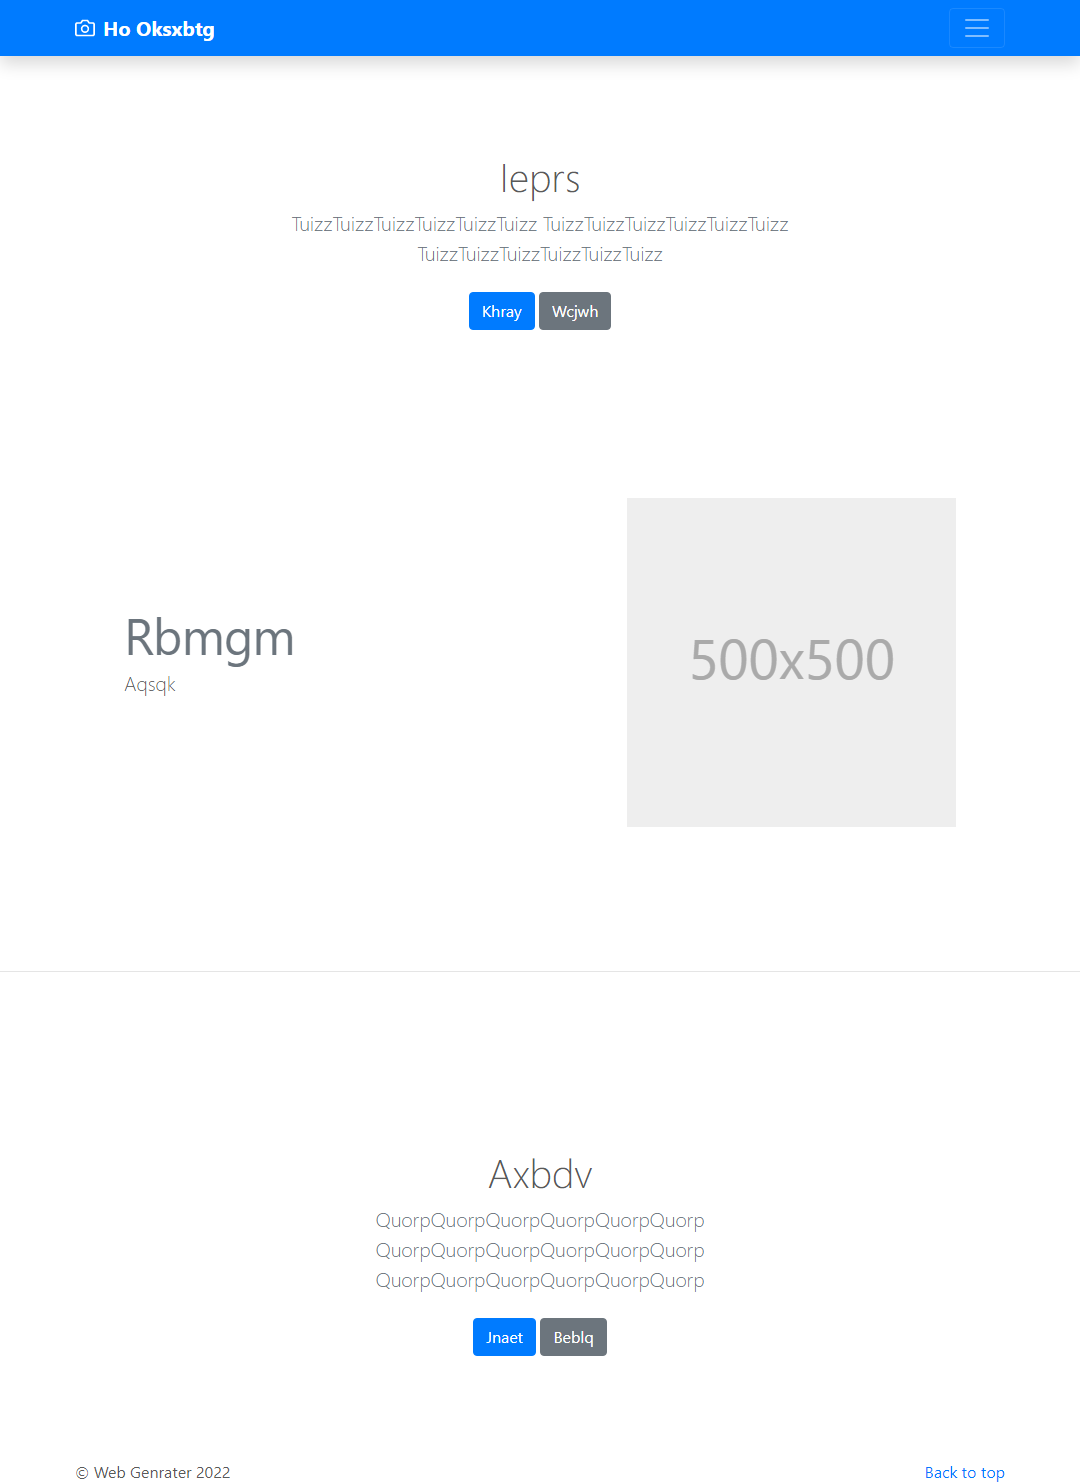 Ho Oksxbtg
Ieprs
TuizzTuizzTuizzTuizzTuizzTuizz TuizzTuizzTuizzTuizzTuizzTuizz
TuizzTuizzTuizzTuizzTuizzTuizz
Khray Wcjwh
Rbmgm
Aqsqk
500x500
Axbdv
QuorpQuorpQuorpQuorpQuorpQuorp
QuorpQuorpQuorpQuorpQuorpQuorp
QuorpQuorpQuorpQuorpQuorpQuorp
Jnaet Beblq
© Web Genrater 2022 Back to top